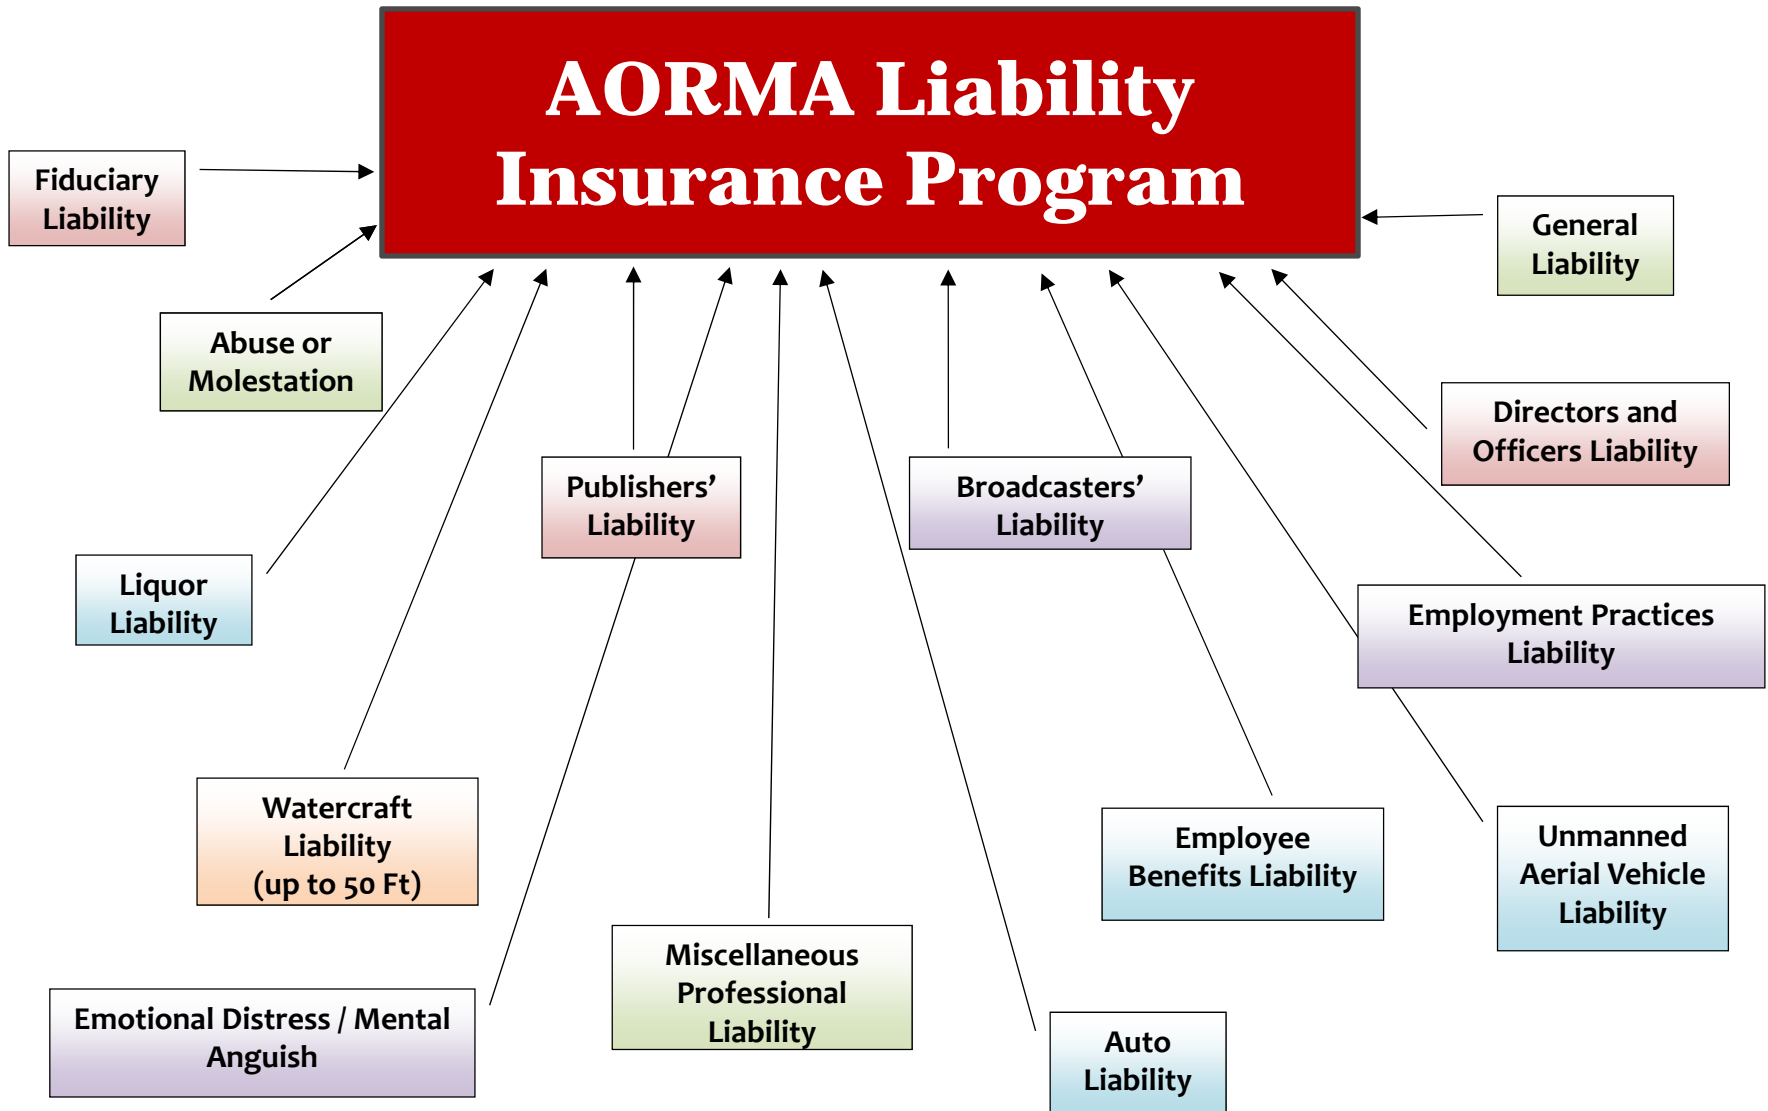 AORMA Liability
Insurance Program
Fiduciary
Liability
General
Liability
Abuse or
Molestation
Directors and
Officers Liability
Publishers’
Liability
Broadcasters’
Liability
Liquor
Liability
Employment Practices
Liability
Watercraft
Liability
(up to 50 Ft)
Employee
Benefits Liability
Unmanned
Aerial Vehicle
Liability
Miscellaneous
Professional
Liability
Emotional Distress / Mental
Anguish
Auto
Liability